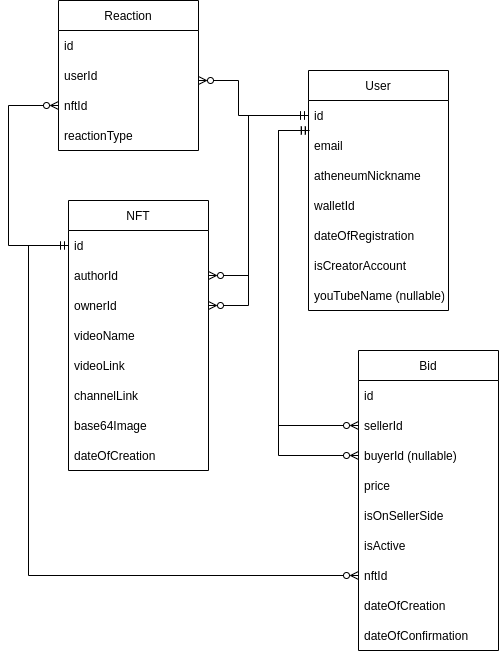 Reaction
id
userId
nftId
reactionType
User
id
email
atheneumNickname
walletId
dateOfRegistration
isCreatorAccount
youTubeName (nullable)
NFT
id
authorId
ownerId
videoName
videoLink
channelLink
base64Image
dateOfCreation
Bid
id
sellerId
buyerId (nullable)
price
isOnSellerSide
isActive
nftId
dateOfCreation
dateOfConfirmation